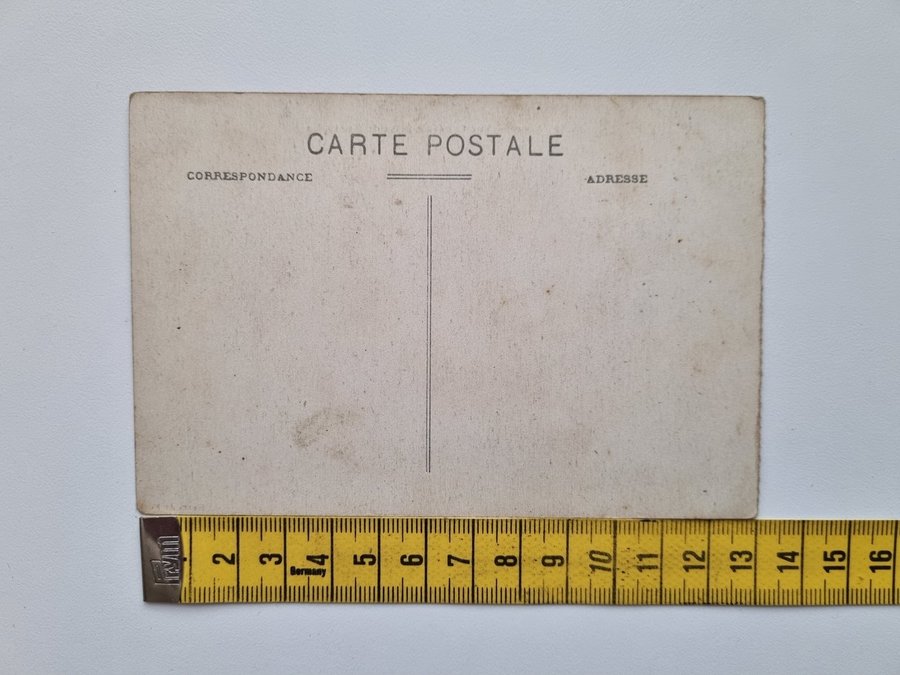 CARTE POSTALE
CORRESPONDANCE
ADRESSE
2 3 4 5 6 7 8 9 10 11 12 13 14 15 16
Germany